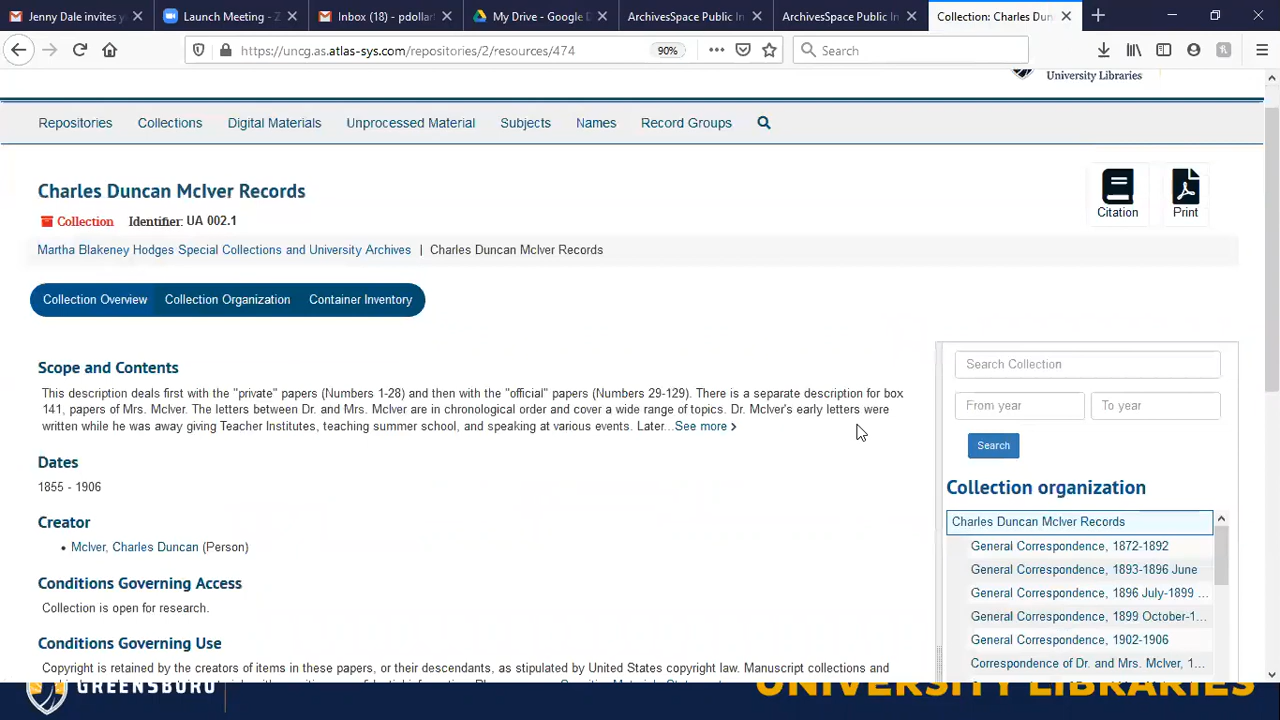 Jenny Dale invites y
Launch Meeting - Z
Inbox (18) - pdollar
My Drive - Google D
ArchivesSpace Public In
ArchivesSpace Public In
Collection: Charles Dun
https://uncg.as.atlas-sys.com/repositories/2/resources/474
90%
Search
University Libraries
Repositories Collections Digital Materials Unprocessed Material Subjects Names Record Groups
Charles Duncan McIver Records
Citation
Print
Collection Identifier: UA 002.1
Martha Blakeney Hodges Special Collections and University Archives | Charles Duncan McIver Records
Collection Overview Collection Organization Container Inventory
Scope and Contents
This description deals first with the "private" papers (Numbers 1-28) and then with the "official" papers (Numbers 29-129). There is a separate description for box
141, papers of Mrs. McIver. The letters between Dr. and Mrs. McIver are in chronological order and cover a wide range of topics. Dr. McIver's early letters were
written while he was away giving Teacher Institutes, teaching summer school, and speaking at various events. Later...See more >
Dates
1855 - 1906
Creator
• McIver, Charles Duncan (Person)
Conditions Governing Access
Collection is open for research.
Conditions Governing Use
Copyright is retained by the creators of items in these papers, or their descendants, as stipulated by United States copyright law. Manuscript collections and
Search Collection
From year
To year
Search
Collection organization
Charles Duncan McIver Records
General Correspondence, 1872-1892
General Correspondence, 1893-1896 June
General Correspondence, 1896 July-1899 ...
General Correspondence, 1899 October-1...
General Correspondence, 1902-1906
Correspondence of Dr. and Mrs. McIver, 1...
GREENSBORO
UNIVERSITY LIBRARIES